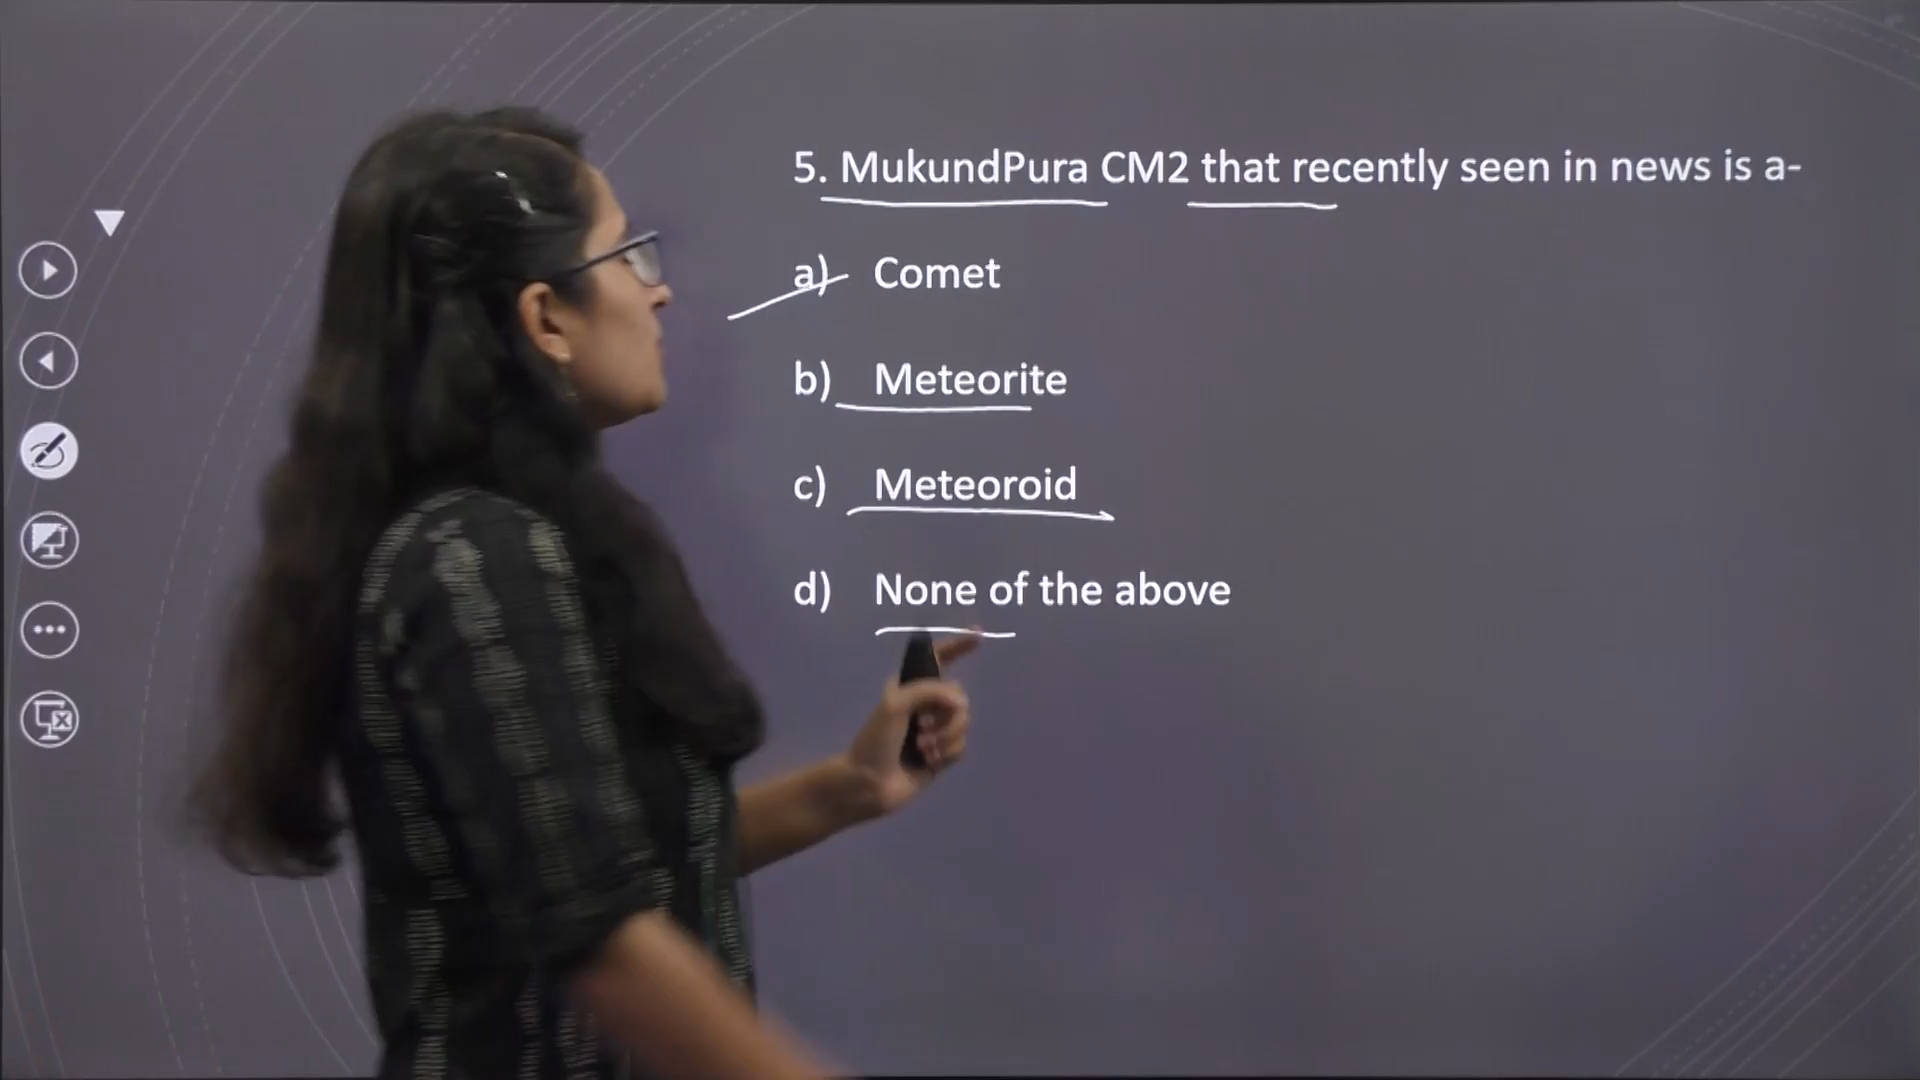 5. MukundPura CM2 that recently seen in news is a-
a) Comet
b) Meteorite
c) Meteoroid
d) None of the above